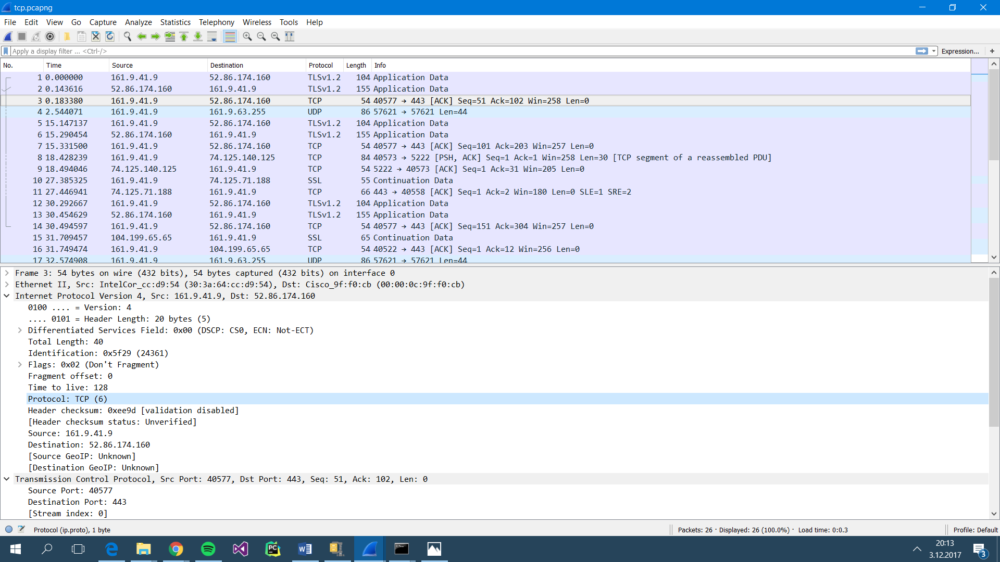 tcp.pcapng
File Edit View Go Capture Analyze Statistics Telephony Wireless Tools Help
Apply a display filter ... <Ctrl-/> Expression... +
No. Time Source Destination Protocol Length Info
1 0.000000 161.9.41.9 52.86.174.160 TLSv1.2 104 Application Data
2 0.143616 52.86.174.160 161.9.41.9 TLSv1.2 155 Application Data
3 0.183380 161.9.41.9 52.86.174.160 TCP 54 40577 → 443 [ACK] Seq=51 Ack=102 Win=258 Len=0
4 2.544071 161.9.41.9 161.9.63.255 UDP 86 57621 → 57621 Len=44
5 15.147137 161.9.41.9 52.86.174.160 TLSv1.2 104 Application Data
6 15.290454 52.86.174.160 161.9.41.9 TLSv1.2 155 Application Data
7 15.331500 161.9.41.9 52.86.174.160 TCP 54 40577 → 443 [ACK] Seq=101 Ack=203 Win=257 Len=0
8 18.428239 161.9.41.9 74.125.140.125 TCP 84 40573 → 5222 [PSH, ACK] Seq=1 Ack=1 Win=258 Len=30 [TCP segment of a reassembled PDU]
9 18.494046 74.125.140.125 161.9.41.9 TCP 54 5222 → 40573 [ACK] Seq=1 Ack=31 Win=205 Len=0
10 27.385325 161.9.41.9 74.125.71.188 SSL 55 Continuation Data
11 27.446941 74.125.71.188 161.9.41.9 TCP 66 443 → 40558 [ACK] Seq=1 Ack=2 Win=180 Len=0 SLE=1 SRE=2
12 30.292667 161.9.41.9 52.86.174.160 TLSv1.2 104 Application Data
13 30.454629 52.86.174.160 161.9.41.9 TLSv1.2 155 Application Data
14 30.494597 161.9.41.9 52.86.174.160 TCP 54 40577 → 443 [ACK] Seq=151 Ack=304 Win=257 Len=0
15 31.709457 104.199.65.65 161.9.41.9 SSL 65 Continuation Data
16 31.749474 161.9.41.9 104.199.65.65 TCP 54 40522 → 443 [ACK] Seq=1 Ack=12 Win=256 Len=0
17 32.574908 161.9.41.9 161.9.63.255 UDP 86 57621 → 57621 Len=44
Frame 3: 54 bytes on wire (432 bits), 54 bytes captured (432 bits) on interface 0
Ethernet II, Src: IntelCor_cc:d9:54 (30:3a:64:cc:d9:54), Dst: Cisco_9f:f0:cb (00:00:0c:9f:f0:cb)
Internet Protocol Version 4, Src: 161.9.41.9, Dst: 52.86.174.160
0100 .... = Version: 4
.... 0101 = Header Length: 20 bytes (5)
Differentiated Services Field: 0x00 (DSCP: CS0, ECN: Not-ECT)
Total Length: 40
Identification: 0x5f29 (24361)
Flags: 0x02 (Don't Fragment)
Fragment offset: 0
Time to live: 128
Protocol: TCP (6)
Header checksum: 0xee9d [validation disabled]
[Header checksum status: Unverified]
Source: 161.9.41.9
Destination: 52.86.174.160
[Source GeoIP: Unknown]
[Destination GeoIP: Unknown]
Transmission Control Protocol, Src Port: 40577, Dst Port: 443, Seq: 51, Ack: 102, Len: 0
Source Port: 40577
Destination Port: 443
[Stream index: 0]
Protocol (ip.proto), 1 byte Packets: 26 · Displayed: 26 (100.0%) · Load time: 0:0.3 Profile: Default
PC
20:13
3.12.2017
3